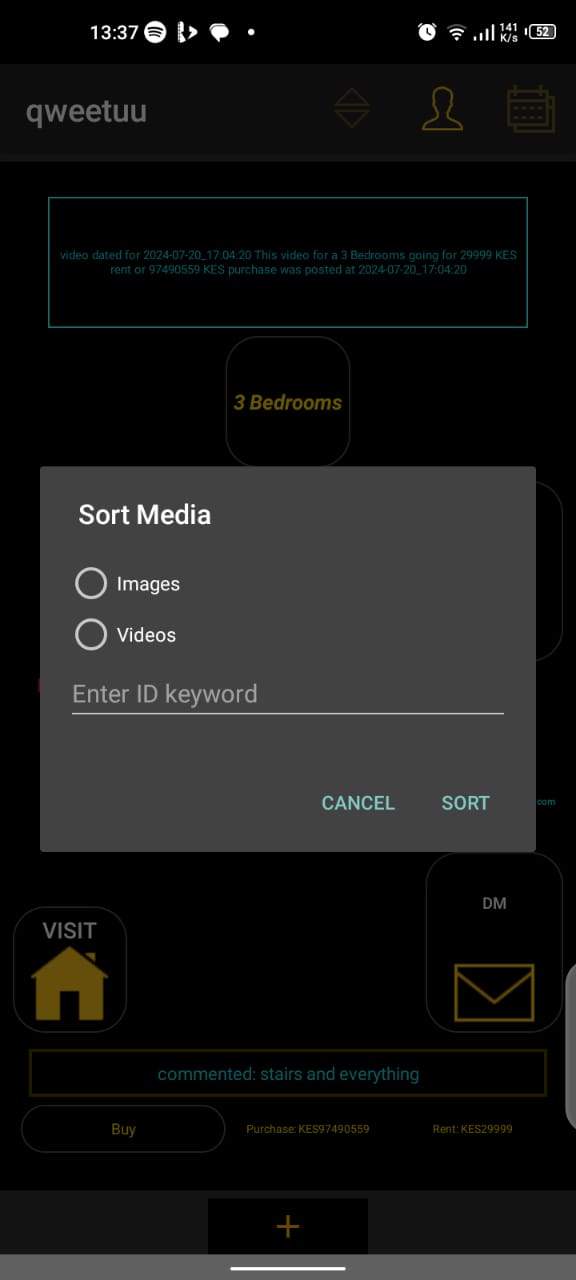 13:37
141
K/s
52
qweetuu
video dated for 2024-07-20_17:04:20 This video for a 3 Bedrooms going for 29999 KES
rent or 97490559 KES purchase was posted at 2024-07-20_17:04:20
3 Bedrooms
Sort Media
Images
Videos
Enter ID keyword
CANCEL SORT
com
DM
VISIT
commented: stairs and everything
Buy Purchase: KES97490559 Rent: KES29999
+